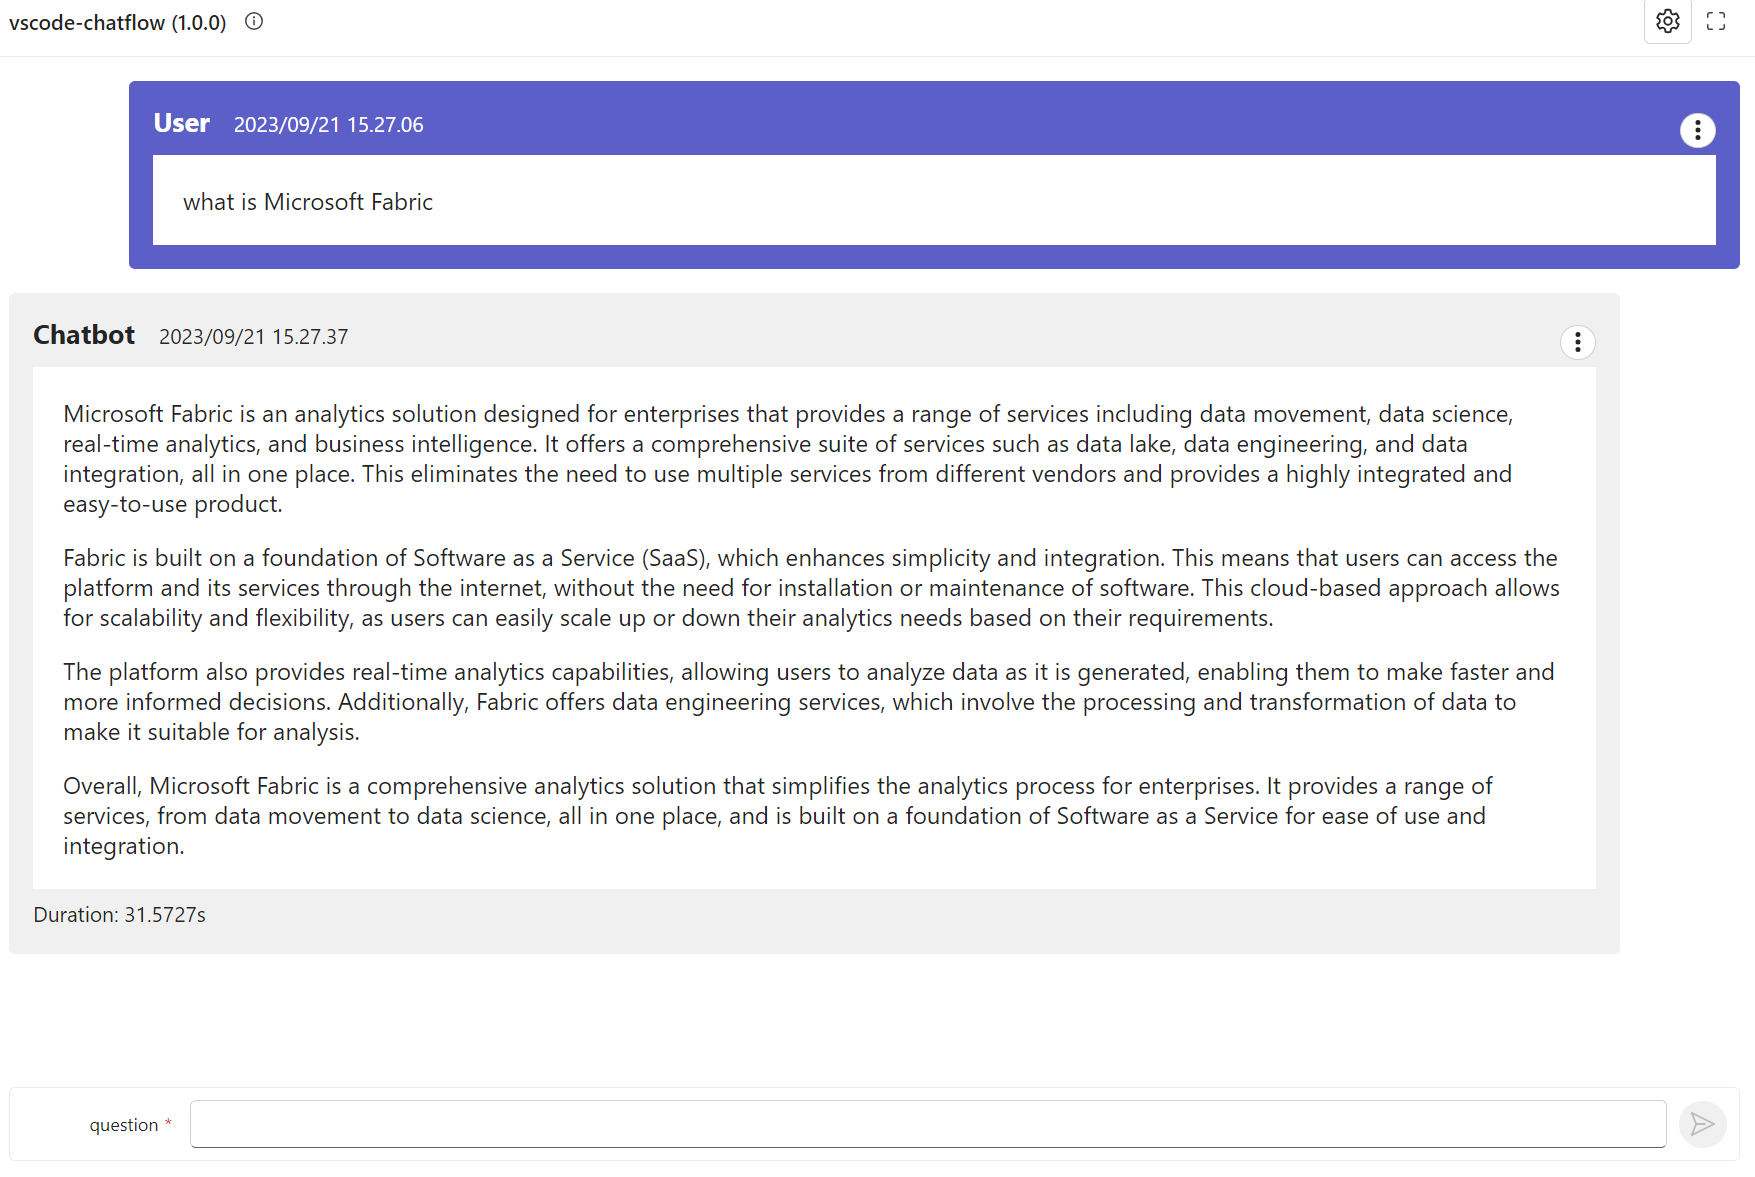 vscode-chatflow (1.0.0)
User 2023/09/21 15.27.06
what is Microsoft Fabric
Chatbot 2023/09/21 15.27.37
Microsoft Fabric is an analytics solution designed for enterprises that provides a range of services including data movement, data science,
real-time analytics, and business intelligence. It offers a comprehensive suite of services such as data lake, data engineering, and data
integration, all in one place. This eliminates the need to use multiple services from different vendors and provides a highly integrated and
easy-to-use product.
Fabric is built on a foundation of Software as a Service (SaaS), which enhances simplicity and integration. This means that users can access the
platform and its services through the internet, without the need for installation or maintenance of software. This cloud-based approach allows
for scalability and flexibility, as users can easily scale up or down their analytics needs based on their requirements.
The platform also provides real-time analytics capabilities, allowing users to analyze data as it is generated, enabling them to make faster and
more informed decisions. Additionally, Fabric offers data engineering services, which involve the processing and transformation of data to
make it suitable for analysis.
Overall, Microsoft Fabric is a comprehensive analytics solution that simplifies the analytics process for enterprises. It provides a range of
services, from data movement to data science, all in one place, and is built on a foundation of Software as a Service for ease of use and
integration.
Duration: 31.5727s
question *